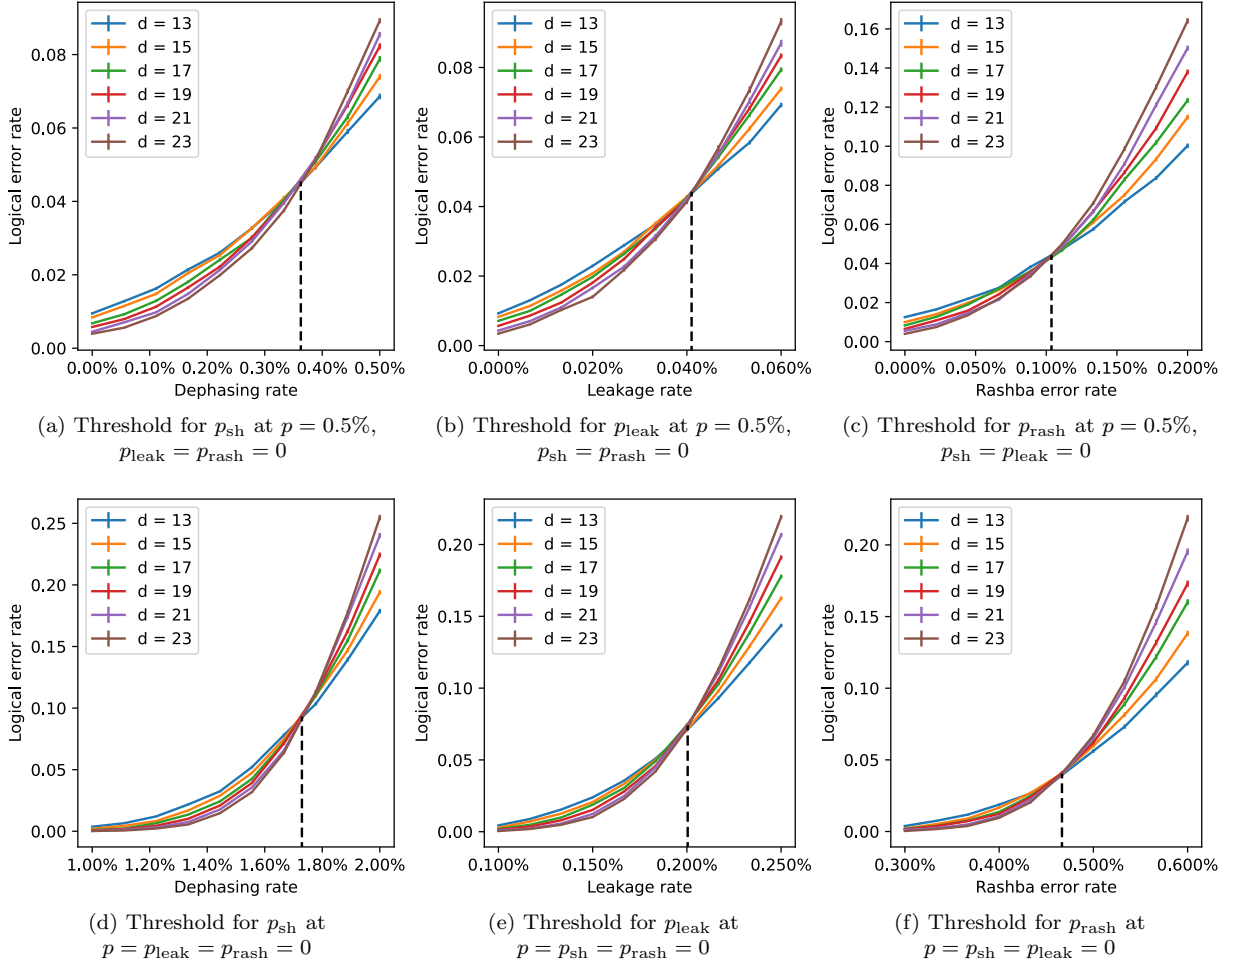 d = 13
d = 15
d = 17
d = 19
d = 21
d = 23
Logical error rate
0.08
0.06
0.04
0.02
0.00
0.00% 0.10% 0.20% 0.30% 0.40% 0.50%
Dephasing rate
(a) Threshold for p_sh at p = 0.5%,
p_leak = p_rash = 0
d = 13
d = 15
d = 17
d = 19
d = 21
d = 23
Logical error rate
0.08
0.06
0.04
0.02
0.00
0.000% 0.020% 0.040% 0.060%
Leakage rate
(b) Threshold for p_leak at p = 0.5%,
p_sh = p_rash = 0
d = 13
d = 15
d = 17
d = 19
d = 21
d = 23
Logical error rate
0.16
0.14
0.12
0.10
0.08
0.06
0.04
0.02
0.00
0.000% 0.050% 0.100% 0.150% 0.200%
Rashba error rate
(c) Threshold for p_rash at p = 0.5%,
p_sh = p_leak = 0
d = 13
d = 15
d = 17
d = 19
d = 21
d = 23
Logical error rate
0.25
0.20
0.15
0.10
0.05
0.00
1.00% 1.20% 1.40% 1.60% 1.80% 2.00%
Dephasing rate
(d) Threshold for p_sh at
p = p_leak = p_rash = 0
d = 13
d = 15
d = 17
d = 19
d = 21
d = 23
Logical error rate
0.20
0.15
0.10
0.05
0.00
0.100% 0.150% 0.200% 0.250%
Leakage rate
(e) Threshold for p_leak at
p = p_sh = p_rash = 0
d = 13
d = 15
d = 17
d = 19
d = 21
d = 23
Logical error rate
0.20
0.15
0.10
0.05
0.00
0.300% 0.400% 0.500% 0.600%
Rashba error rate
(f) Threshold for p_rash at
p = p_sh = p_leak = 0